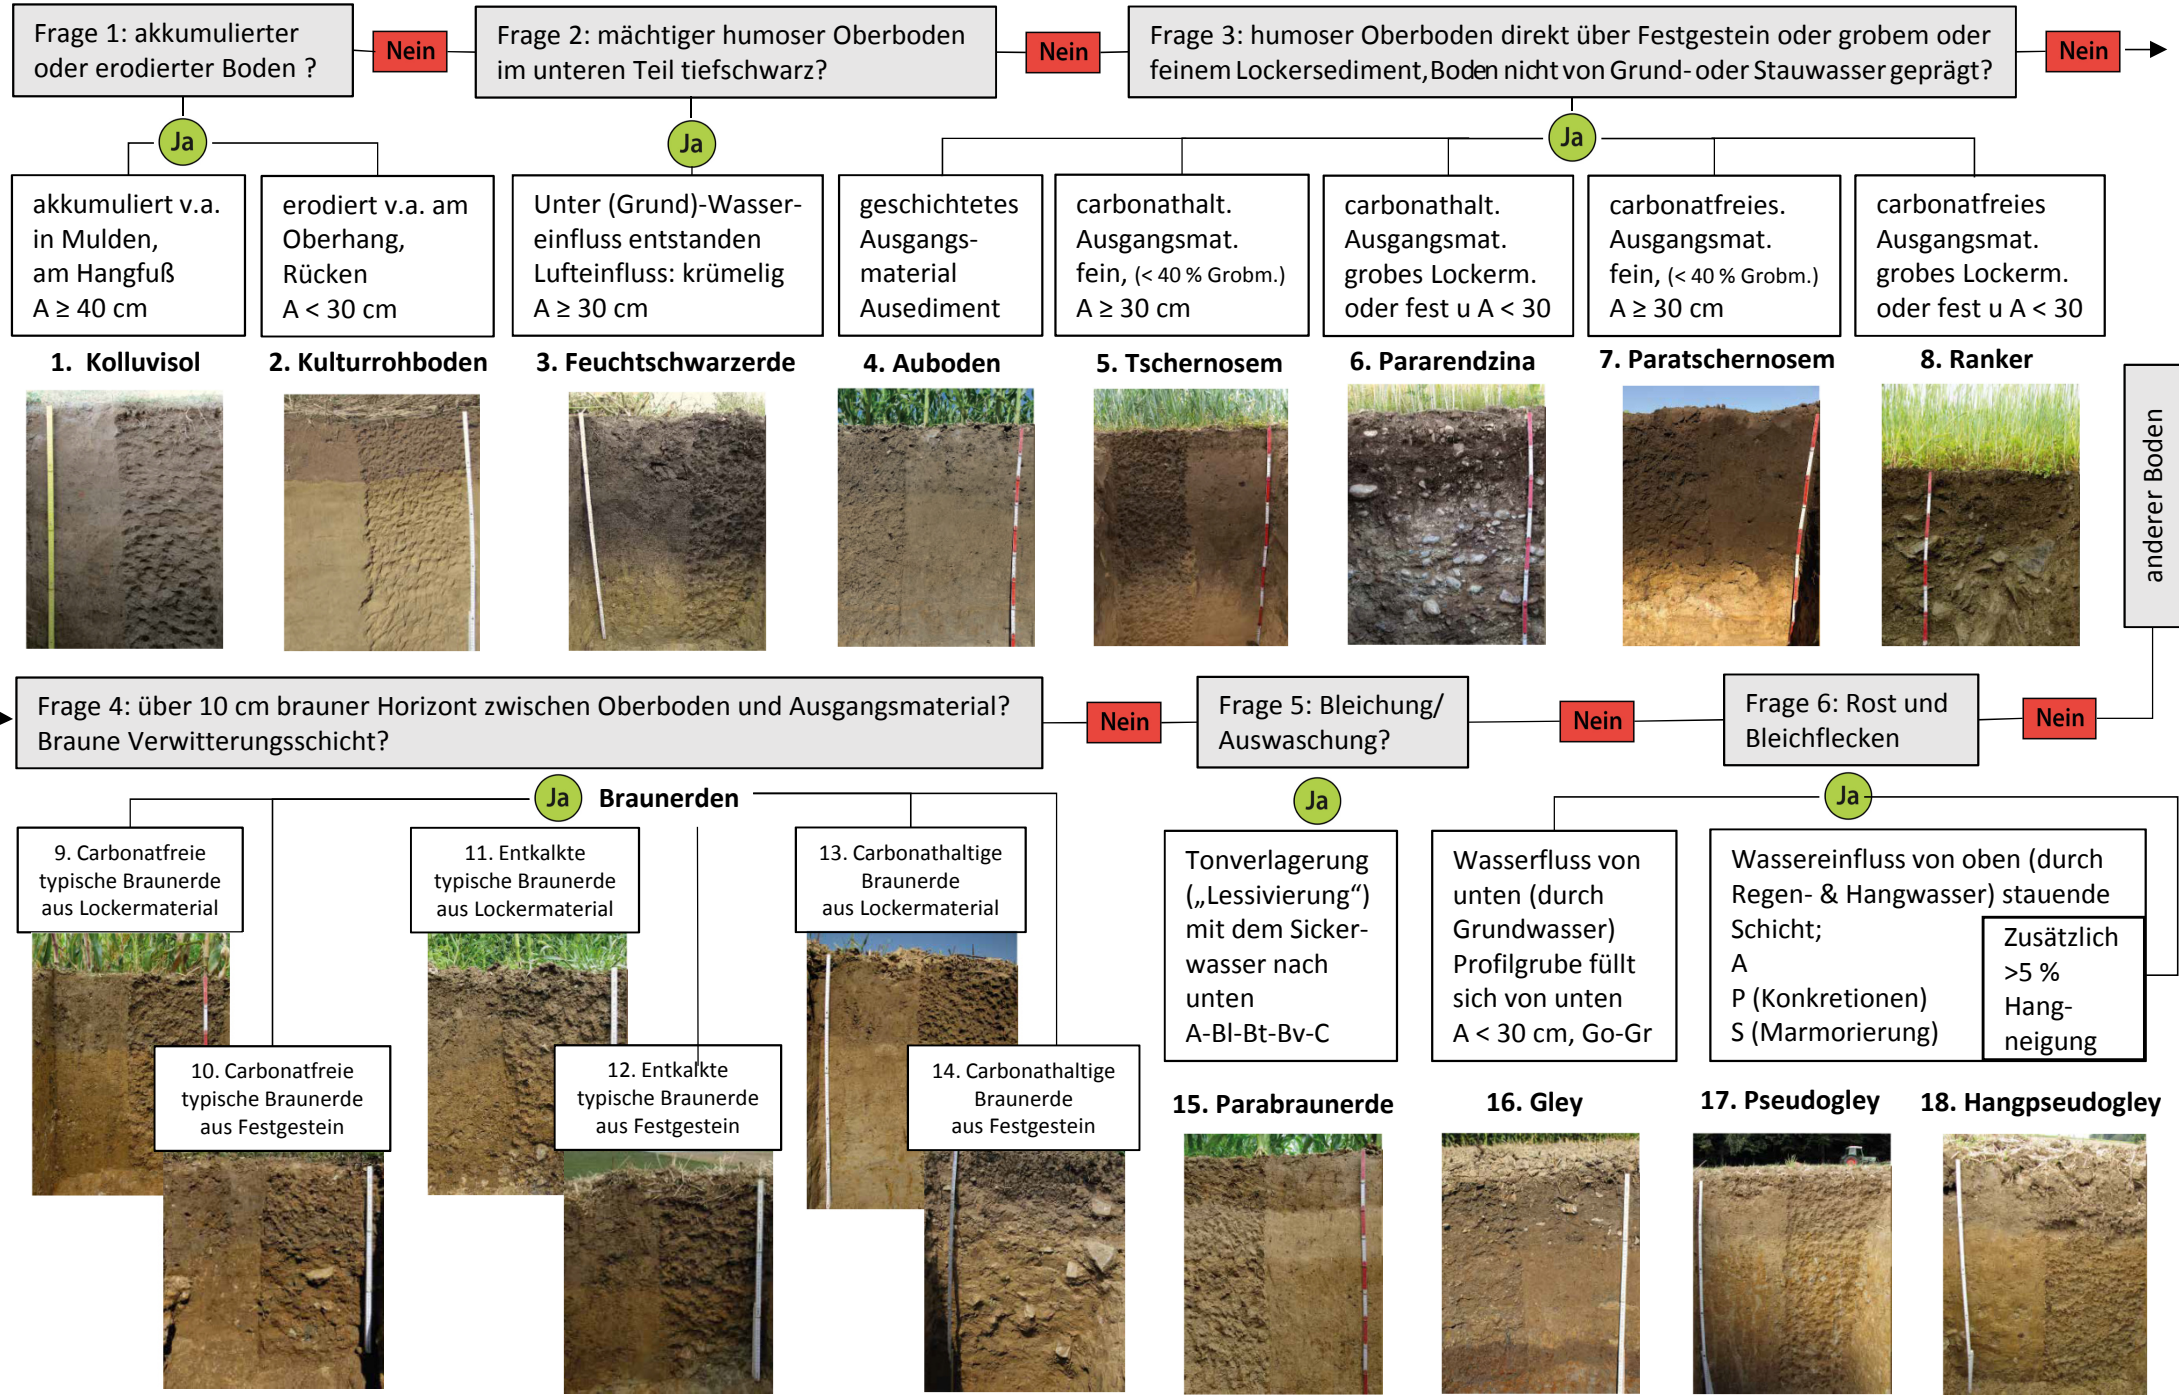 Frage 1: akkumulierter
oder erodierter Boden ?
Nein
Frage 2: mächtiger humoser Oberboden
im unteren Teil tiefschwarz?
Nein
Frage 3: humoser Oberboden direkt über Festgestein oder grobem oder
feinem Lockersediment, Boden nicht von Grund- oder Stauwasser geprägt?
Nein
Ja
Ja
Ja
akkumuliert v.a.
in Mulden,
am Hangfuß
A ≥ 40 cm
erodiert v.a. am
Oberhang,
Rücken
A < 30 cm
Unter (Grund)-Wasser-
einfluss entstanden
Lufteinfluss: krümelig
A ≥ 30 cm
geschichtetes
Ausgangs-
material
Ausediment
carbonathalt.
Ausgangsmat.
fein, (< 40 % Grobm.)
A ≥ 30 cm
carbonathalt.
Ausgangsmat.
grobes Lockerm.
oder fest u A < 30
carbonatfreies.
Ausgangsmat.
fein, (< 40 % Grobm.)
A ≥ 30 cm
carbonatfreies
Ausgangsmat.
grobes Lockerm.
oder fest u A < 30
1. Kolluvisol
2. Kulturrohboden
3. Feuchtschwarzerde
4. Auboden
5. Tschernosem
6. Pararendzina
7. Paratschernosem
8. Ranker
anderer Boden
Frage 4: über 10 cm brauner Horizont zwischen Oberboden und Ausgangsmaterial?
Braune Verwitterungsschicht?
Nein
Frage 5: Bleichung/
Auswaschung?
Nein
Frage 6: Rost und
Bleichflecken
Nein
Ja
Braunerden
Ja
Ja
9. Carbonatfreie
typische Braunerde
aus Lockermaterial
10. Carbonatfreie
typische Braunerde
aus Festgestein
11. Entkalkte
typische Braunerde
aus Lockermaterial
12. Entkalkte
typische Braunerde
aus Festgestein
13. Carbonathaltige
Braunerde
aus Lockermaterial
14. Carbonathaltige
Braunerde
aus Festgestein
Tonverlagerung
(„Lessivierung“)
mit dem Sicker-
wasser nach
unten
A-Bl-Bt-Bv-C
Wasserfluss von
unten (durch
Grundwasser)
Profilgrube füllt
sich von unten
A < 30 cm, Go-Gr
Wassereinfluss von oben (durch
Regen- & Hangwasser) stauende
Schicht;
A
P (Konkretionen)
S (Marmorierung)
Zusätzlich
>5 %
Hang-
neigung
15. Parabraunerde
16. Gley
17. Pseudogley
18. Hangpseudogley